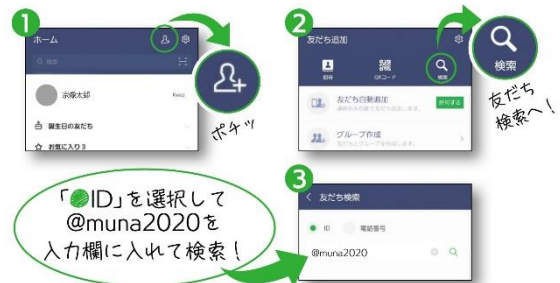 1
ホーム
検索
宗像太郎
Keep
誕生日の友だち
お気に入り 3
ポチッ
2
友だち追加
招待
QRコード
検索
友だち自動追加
許可する
グループ作成
検索
友だち
検索へ!
「ID」を選択して
@muna2020を
入力欄に入れて検索!
3
友だち検索
ID
電話番号
@muna2020